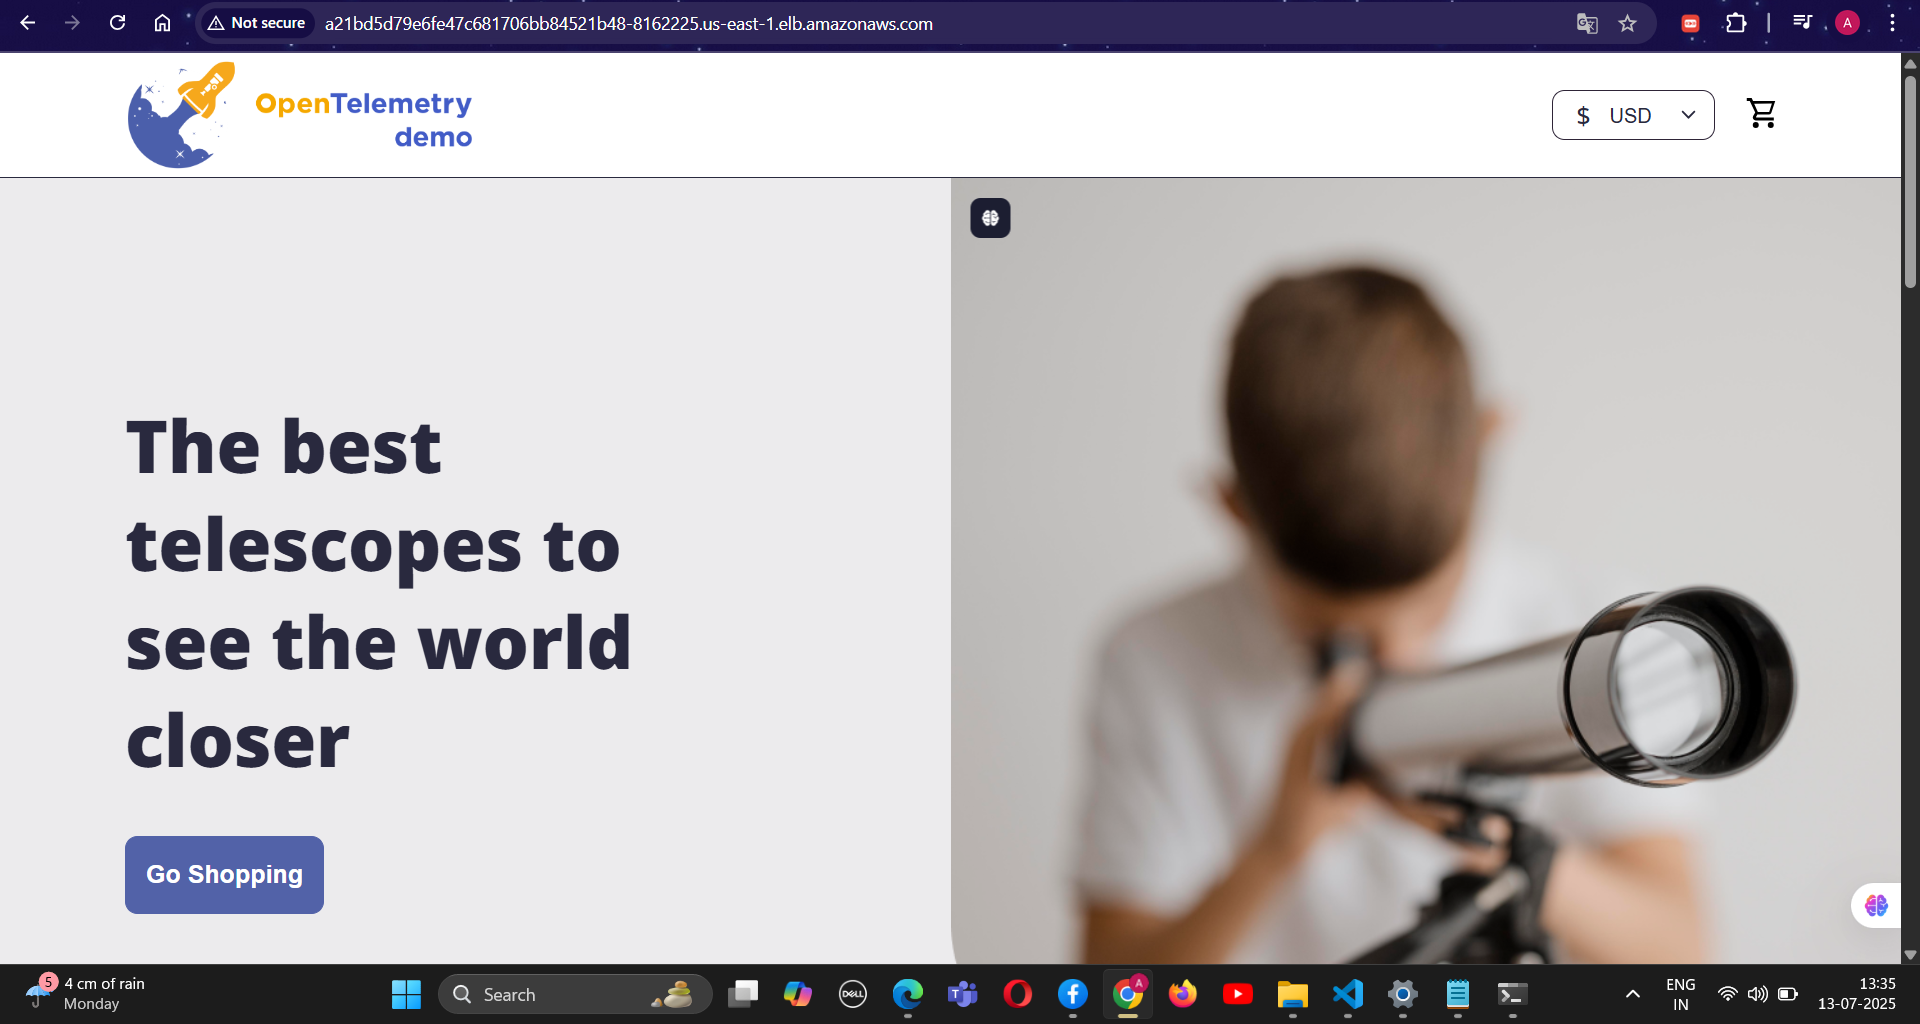 Not secure
a21bd5d79e6fe47c681706bb84521b48-8162225.us-east-1.elb.amazonaws.com
A
OpenTelemetry
demo
$ USD
The best
telescopes to
see the world
closer
Go Shopping
5
4 cm of rain
Monday
Search
DELL
A
ENG
IN
13:35
13-07-2025